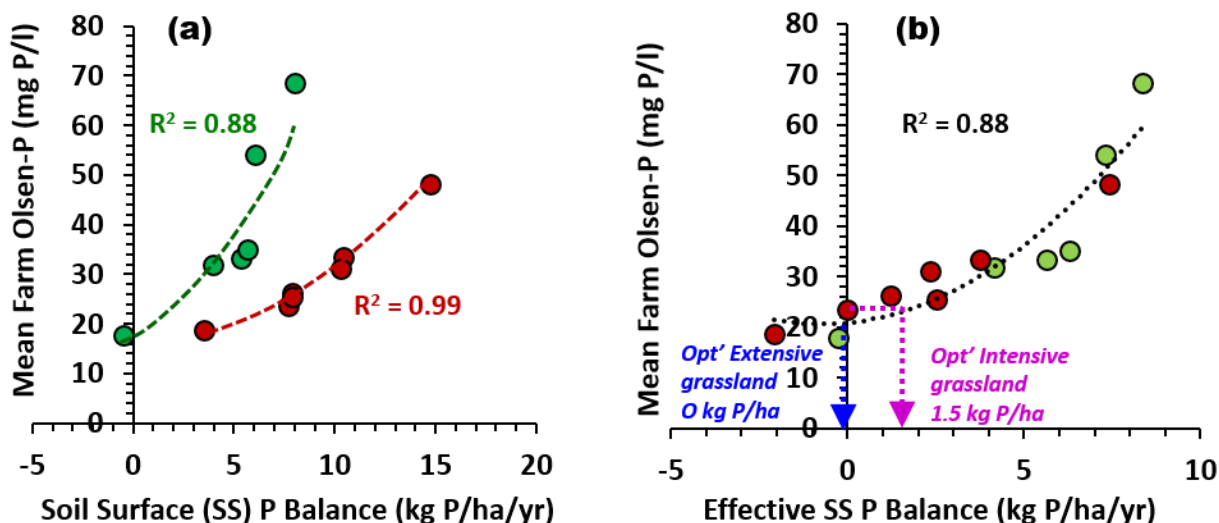 (a)
Mean Farm Olsen-P (mg P/l)
80
70
60
50
40
30
20
10
0
R² = 0.88
R² = 0.99
-5
0
5
10
15
20
Soil Surface (SS) P Balance (kg P/ha/yr)
(b)
Mean Farm Olsen-P (mg P/l)
80
70
60
50
40
30
20
10
0
R² = 0.88
Opt' Extensive
grassland
O kg P/ha
Opt' Intensive
grassland
1.5 kg P/ha
-5
0
5
10
Effective SS P Balance (kg P/ha/yr)